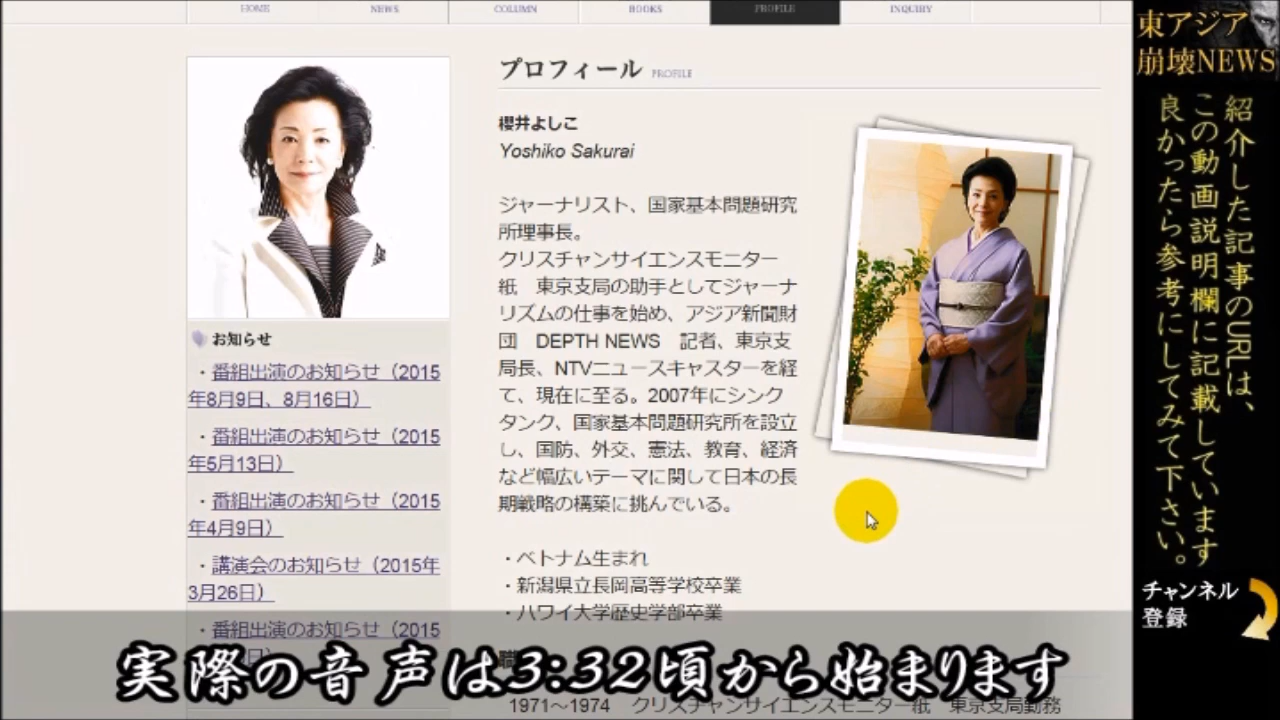 HOME NEWS COLUMN BOOKS PROFILE INQUIRY
プロフィール PROFILE
櫻井よしこ
Yoshiko Sakurai
ジャーナリスト、国家基本問題研究
所理事長。
クリスチャンサイエンスモニター
紙 東京支局の助手としてジャーナ
リズムの仕事を始め、アジア新聞財
団 DEPTH NEWS 記者、東京支
局長、NTVニュースキャスターを経
て、現在に至る。2007年にシンク
タンク、国家基本問題研究所を設立
し、国防、外交、憲法、教育、経済
など幅広いテーマに関して日本の長
期戦略の構築に挑んでいる。
・ベトナム生まれ
・新潟県立長岡高等学校卒業
・ハワイ大学歴史学部卒業
職
1971～1974 クリスチャンサイエンスモニター紙 東京支局勤務
お知らせ
・番組出演のお知らせ（2015
年8月9日、8月16日）
・番組出演のお知らせ（2015
年5月13日）
・番組出演のお知らせ（2015
年4月9日）
・講演会のお知らせ（2015年
3月26日）
・番組出演のお知らせ（2015
日）
実際の音声は3:32頃から始まります
東アジア
崩壊NEWS
紹介した記事のURLは、
この動画説明欄に記載しています
良かったら参考にしてみて下さい。
チャンネル
登録